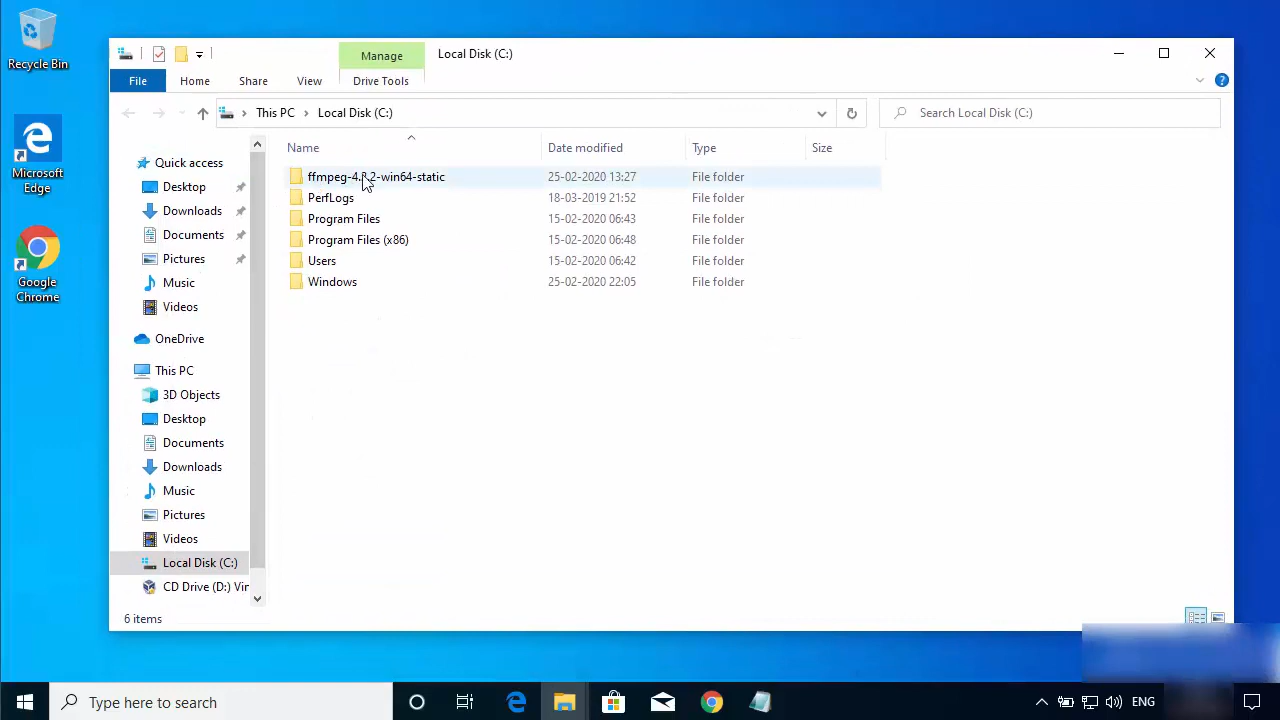 Recycle Bin
Microsoft
Edge
Google
Chrome
Manage
Local Disk (C:)
File
Home
Share
View
Drive Tools
This PC
Local Disk (C:)
Search Local Disk (C:)
Name
Date modified
Type
Size
ffmpeg-4.2.2-win64-static
25-02-2020 13:27
File folder
PerfLogs
18-03-2019 21:52
File folder
Program Files
15-02-2020 06:43
File folder
Program Files (x86)
15-02-2020 06:48
File folder
Users
15-02-2020 06:42
File folder
Windows
25-02-2020 22:05
File folder
Quick access
Desktop
Downloads
Documents
Pictures
Music
Videos
OneDrive
This PC
3D Objects
Desktop
Documents
Downloads
Music
Pictures
Videos
Local Disk (C:)
CD Drive (D:) Vir
6 items
Type here to search
ENG